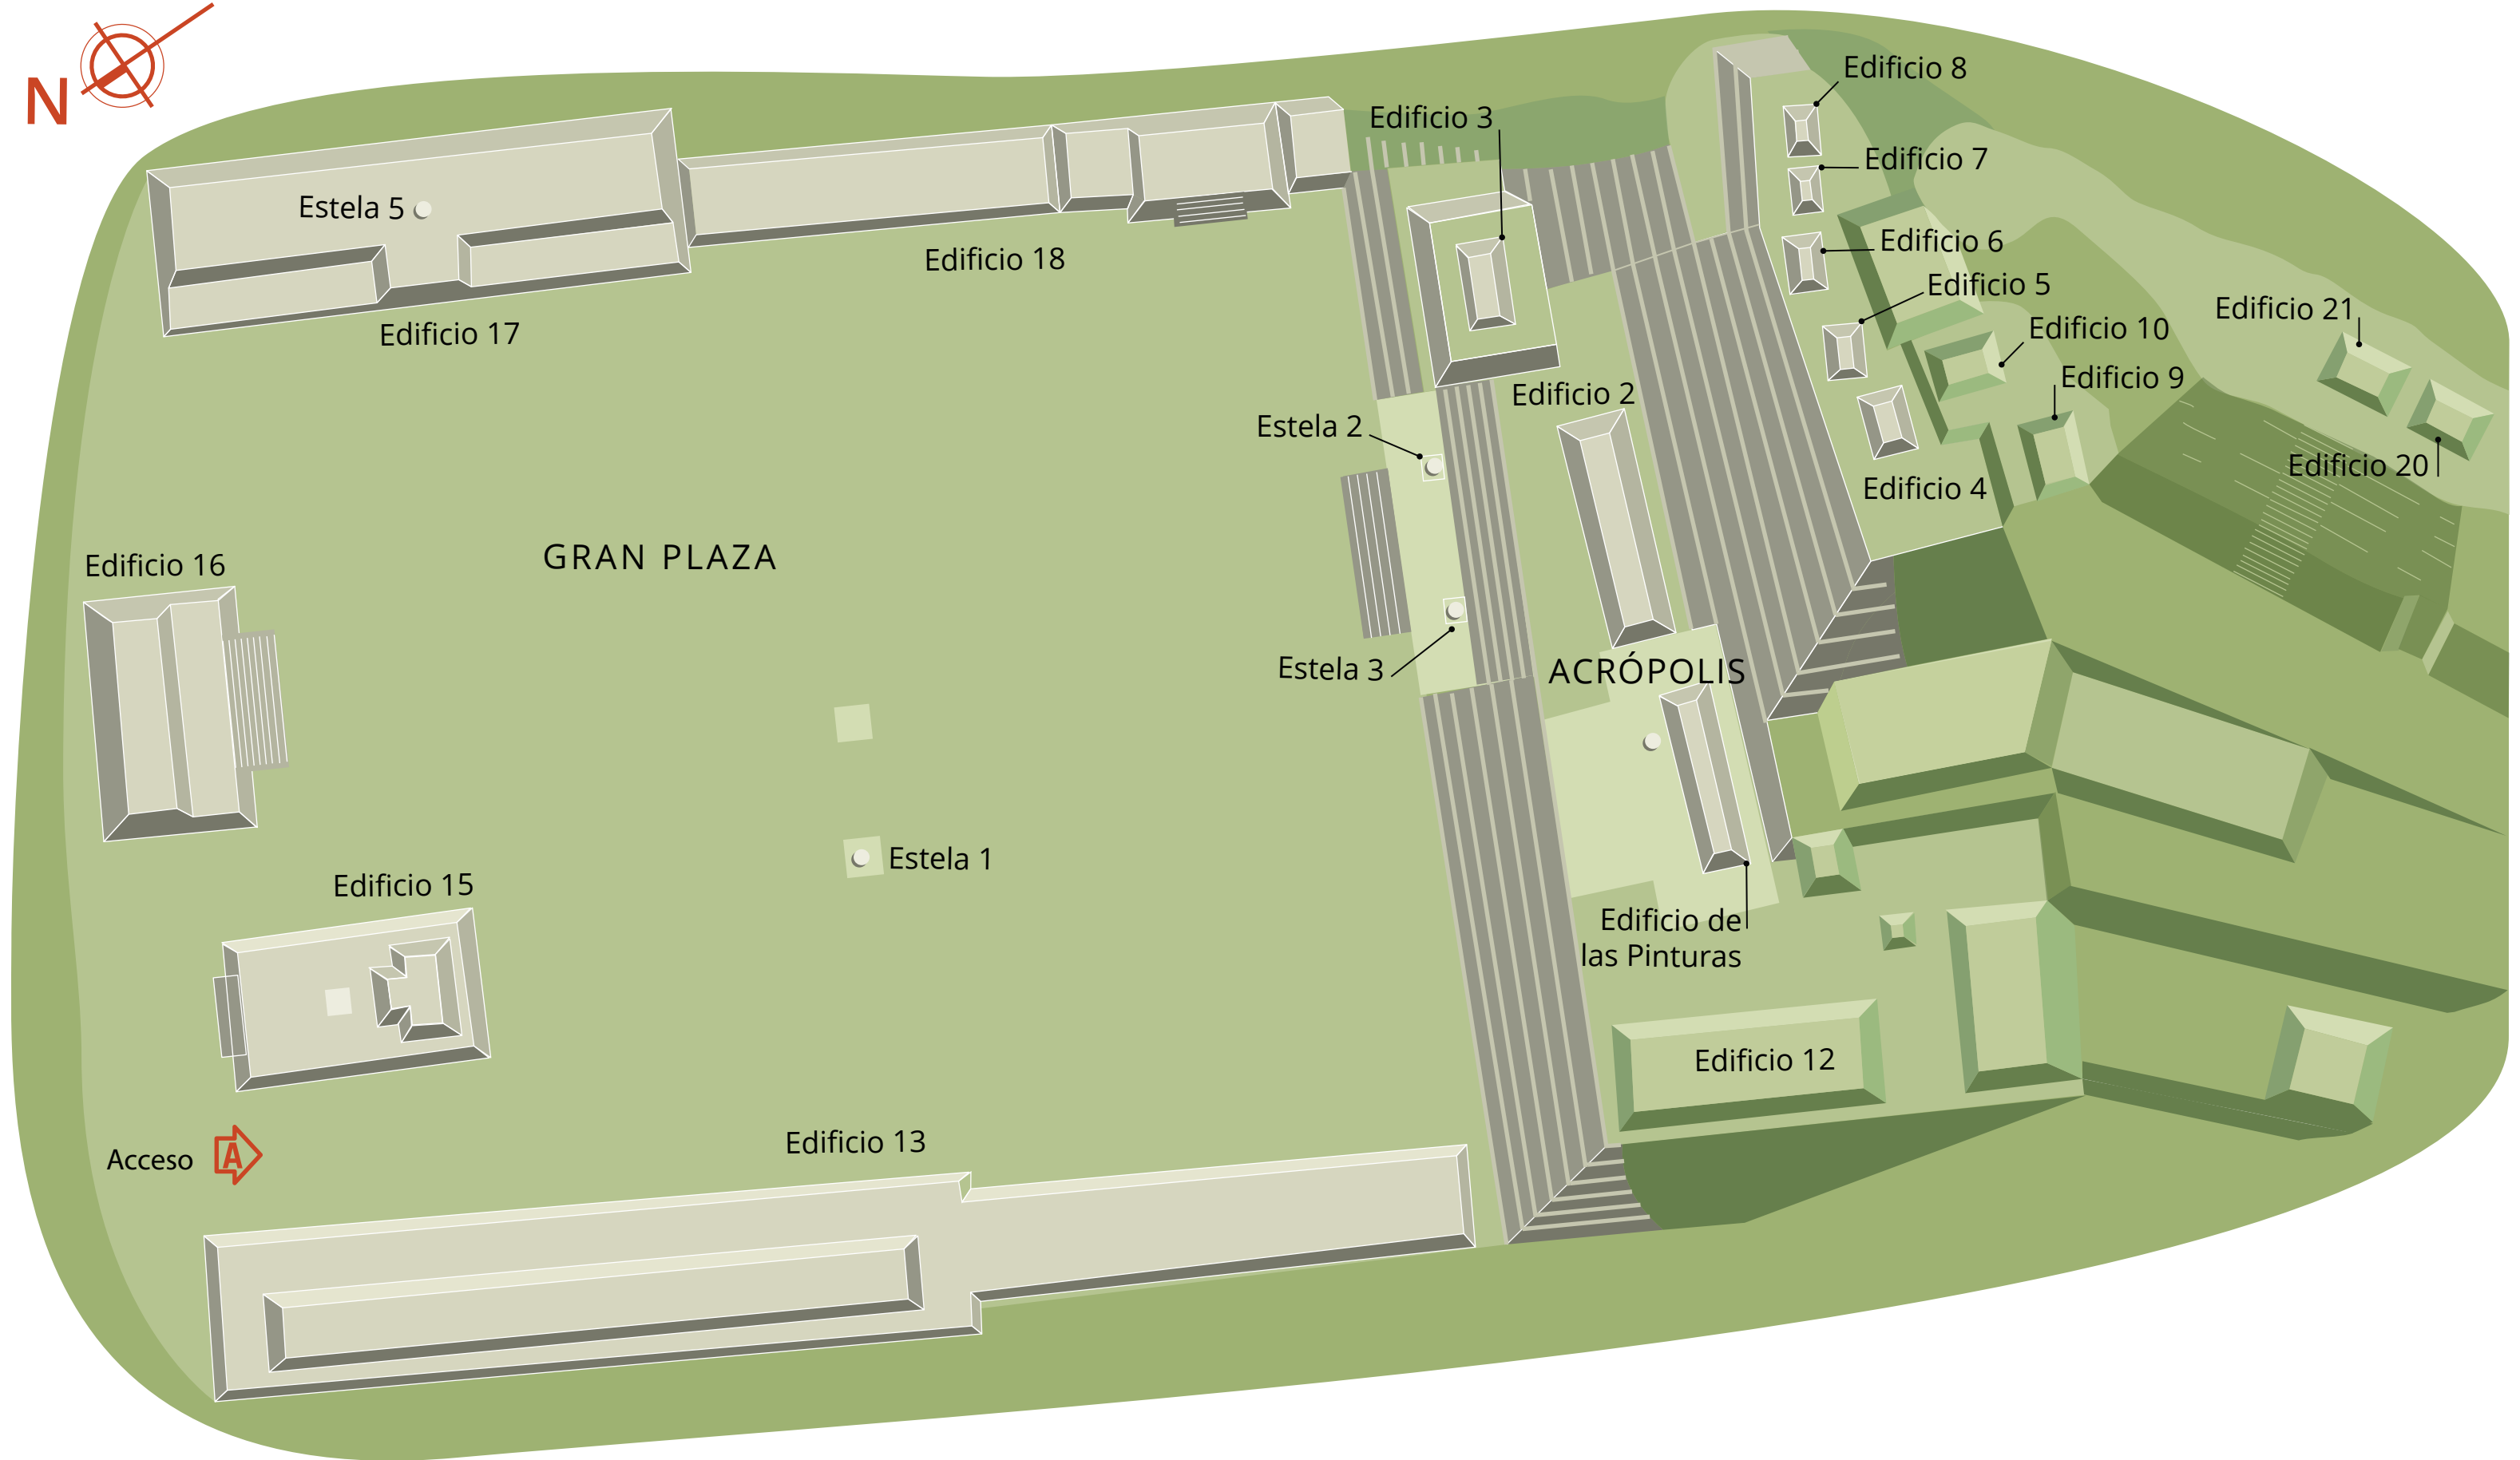 N
Edificio 8
Edificio 3
Edificio 7
Estela 5
Edificio 6
Edificio 18
Edificio 5
Edificio 21
Edificio 17
Edificio 10
Edificio 9
Edificio 2
Estela 2
Edificio 20
Edificio 4
GRAN PLAZA
Edificio 16
Estela 3
ACRÓPOLIS
Estela 1
Edificio 15
Edificio de
las Pinturas
Edificio 12
Edificio 13
Acceso A